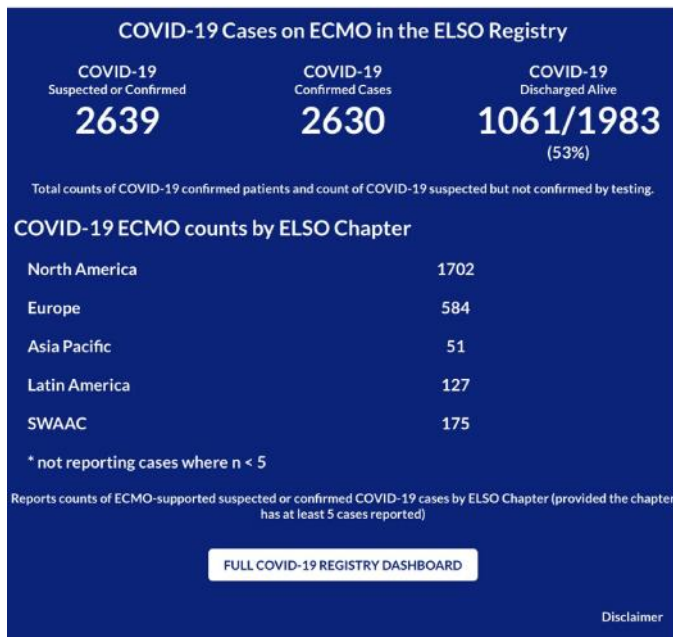 COVID-19 Cases on ECMO in the ELSO Registry
COVID-19
Suspected or Confirmed
2639
COVID-19
Confirmed Cases
2630
COVID-19
Discharged Alive
1061/1983
(53%)
Total counts of COVID-19 confirmed patients and count of COVID-19 suspected but not confirmed by testing.
COVID-19 ECMO counts by ELSO Chapter
North America 1702
Europe 584
Asia Pacific 51
Latin America 127
SWAAC 175
* not reporting cases where n < 5
Reports counts of ECMO-supported suspected or confirmed COVID-19 cases by ELSO Chapter (provided the chapter
has at least 5 cases reported)
FULL COVID-19 REGISTRY DASHBOARD
Disclaimer